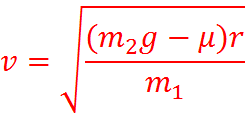 v = √((m₂g − μ)r / m₁)